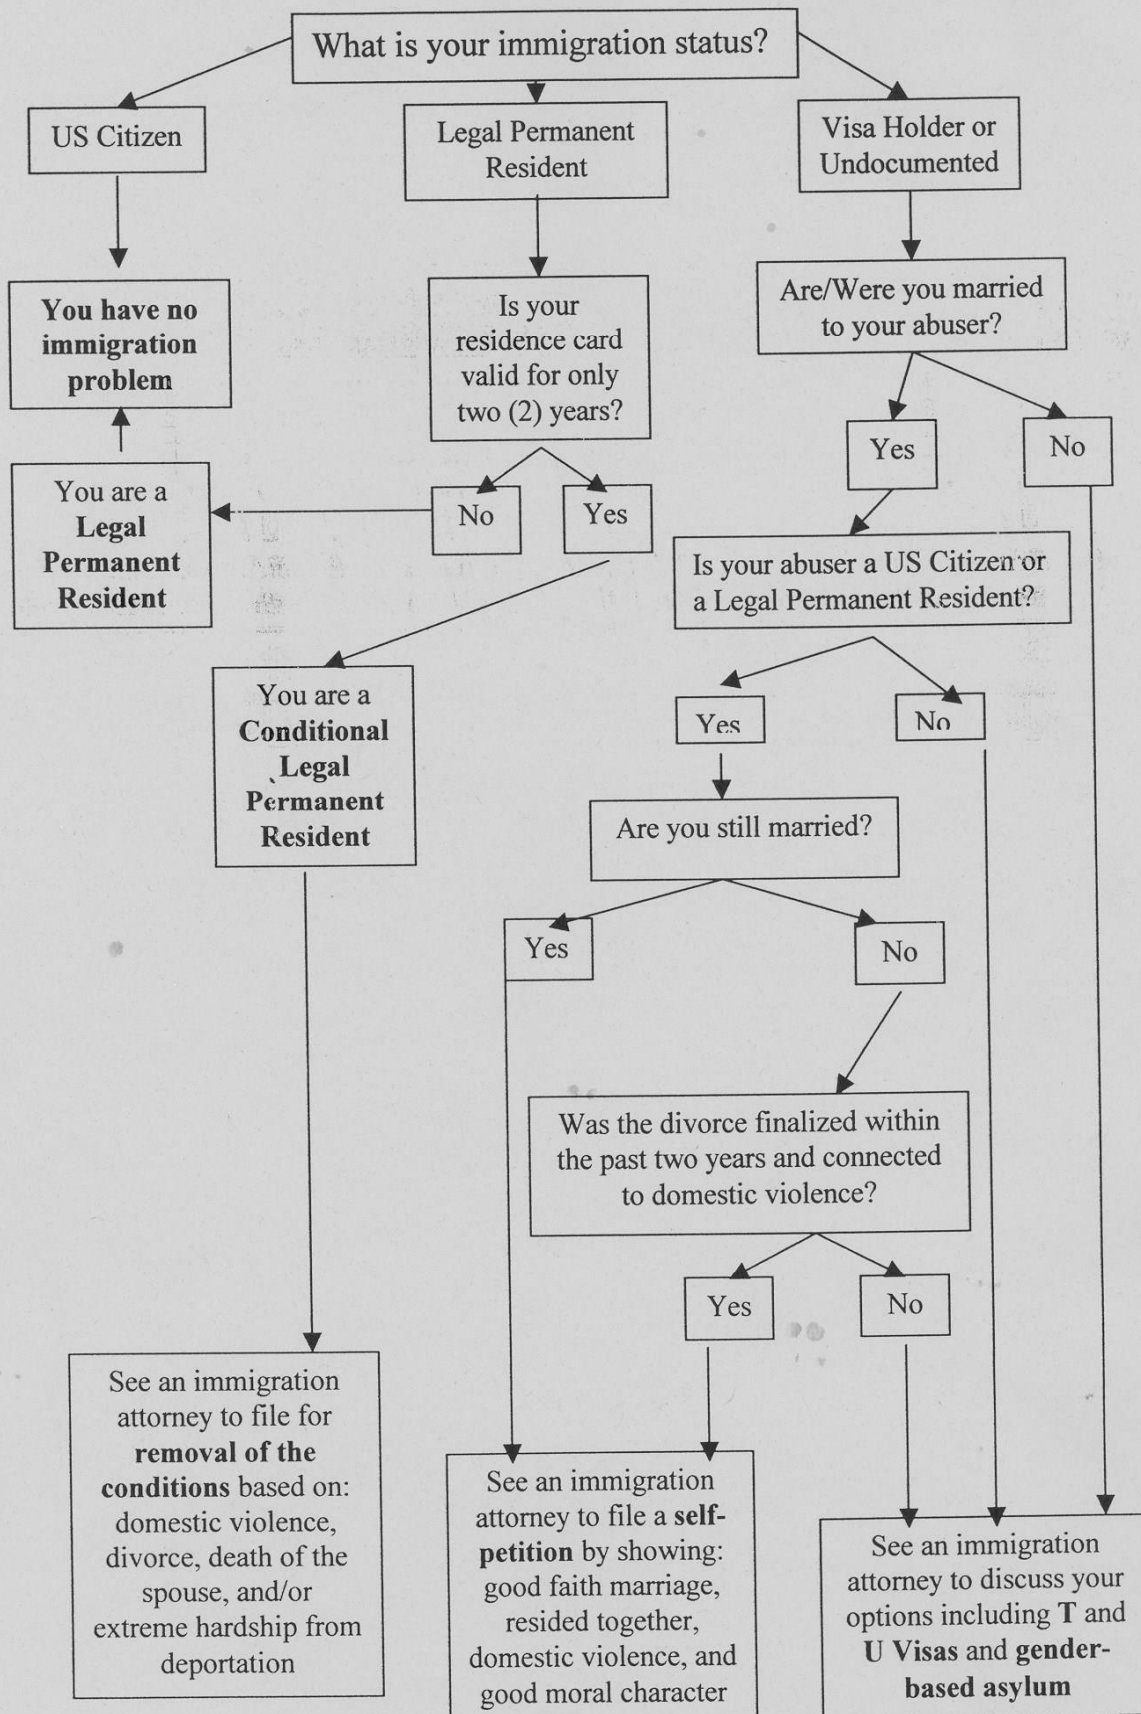 What is your immigration status?
US Citizen
Legal Permanent
Resident
Visa Holder or
Undocumented
You have no
immigration
problem
Is your
residence card
valid for only
two (2) years?
Are/Were you married
to your abuser?
Yes
No
You are a
Legal
Permanent
Resident
No
Yes
Is your abuser a US Citizen or
a Legal Permanent Resident?
You are a
Conditional
Legal
Permanent
Resident
Yes
No
Are you still married?
Yes
No
Was the divorce finalized within
the past two years and connected
to domestic violence?
Yes
No
See an immigration
attorney to file for
removal of the
conditions based on:
domestic violence,
divorce, death of the
spouse, and/or
extreme hardship from
deportation
See an immigration
attorney to file a self-
petition by showing:
good faith marriage,
resided together,
domestic violence, and
good moral character
See an immigration
attorney to discuss your
options including T and
U Visas and gender-
based asylum